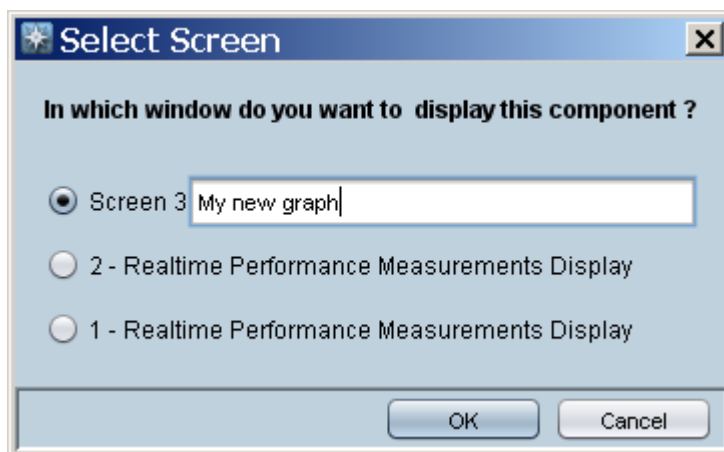 Select Screen
In which window do you want to display this component ?
Screen 3 My new graph
2 - Realtime Performance Measurements Display
1 - Realtime Performance Measurements Display
OK Cancel